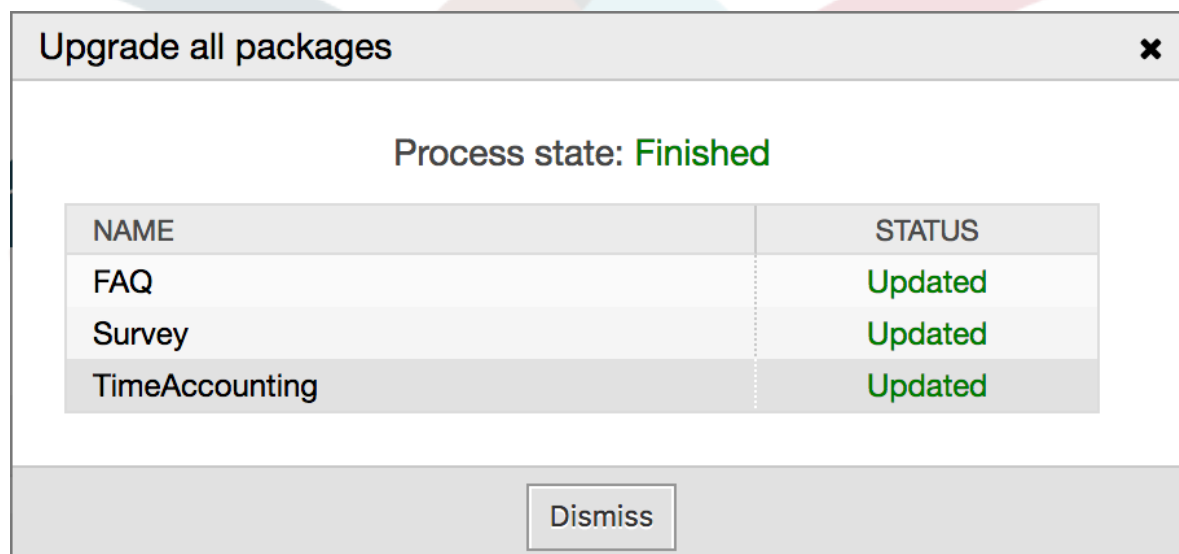 Upgrade all packages
Process state: Finished
NAME STATUS
FAQ Updated
Survey Updated
TimeAccounting Updated
Dismiss